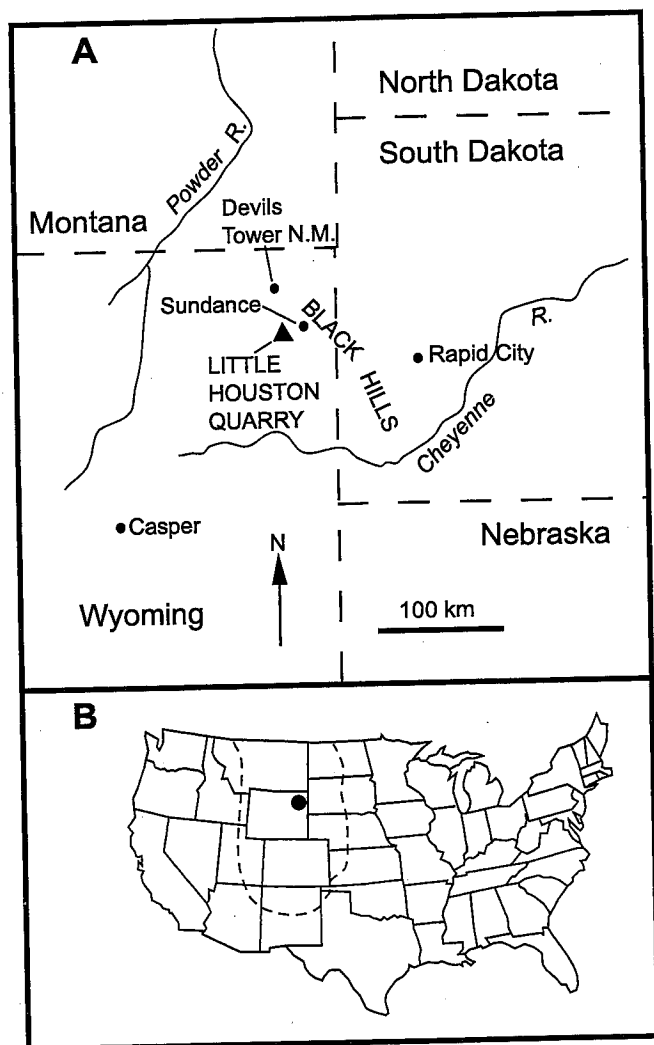 A
North Dakota
South Dakota
Powder R.
Montana
Devils
Tower N.M.
Sundance
BLACK HILLS
R.
Rapid City
LITTLE
HOUSTON
QUARRY
Cheyenne
Casper
N
Nebraska
Wyoming
100 km
B